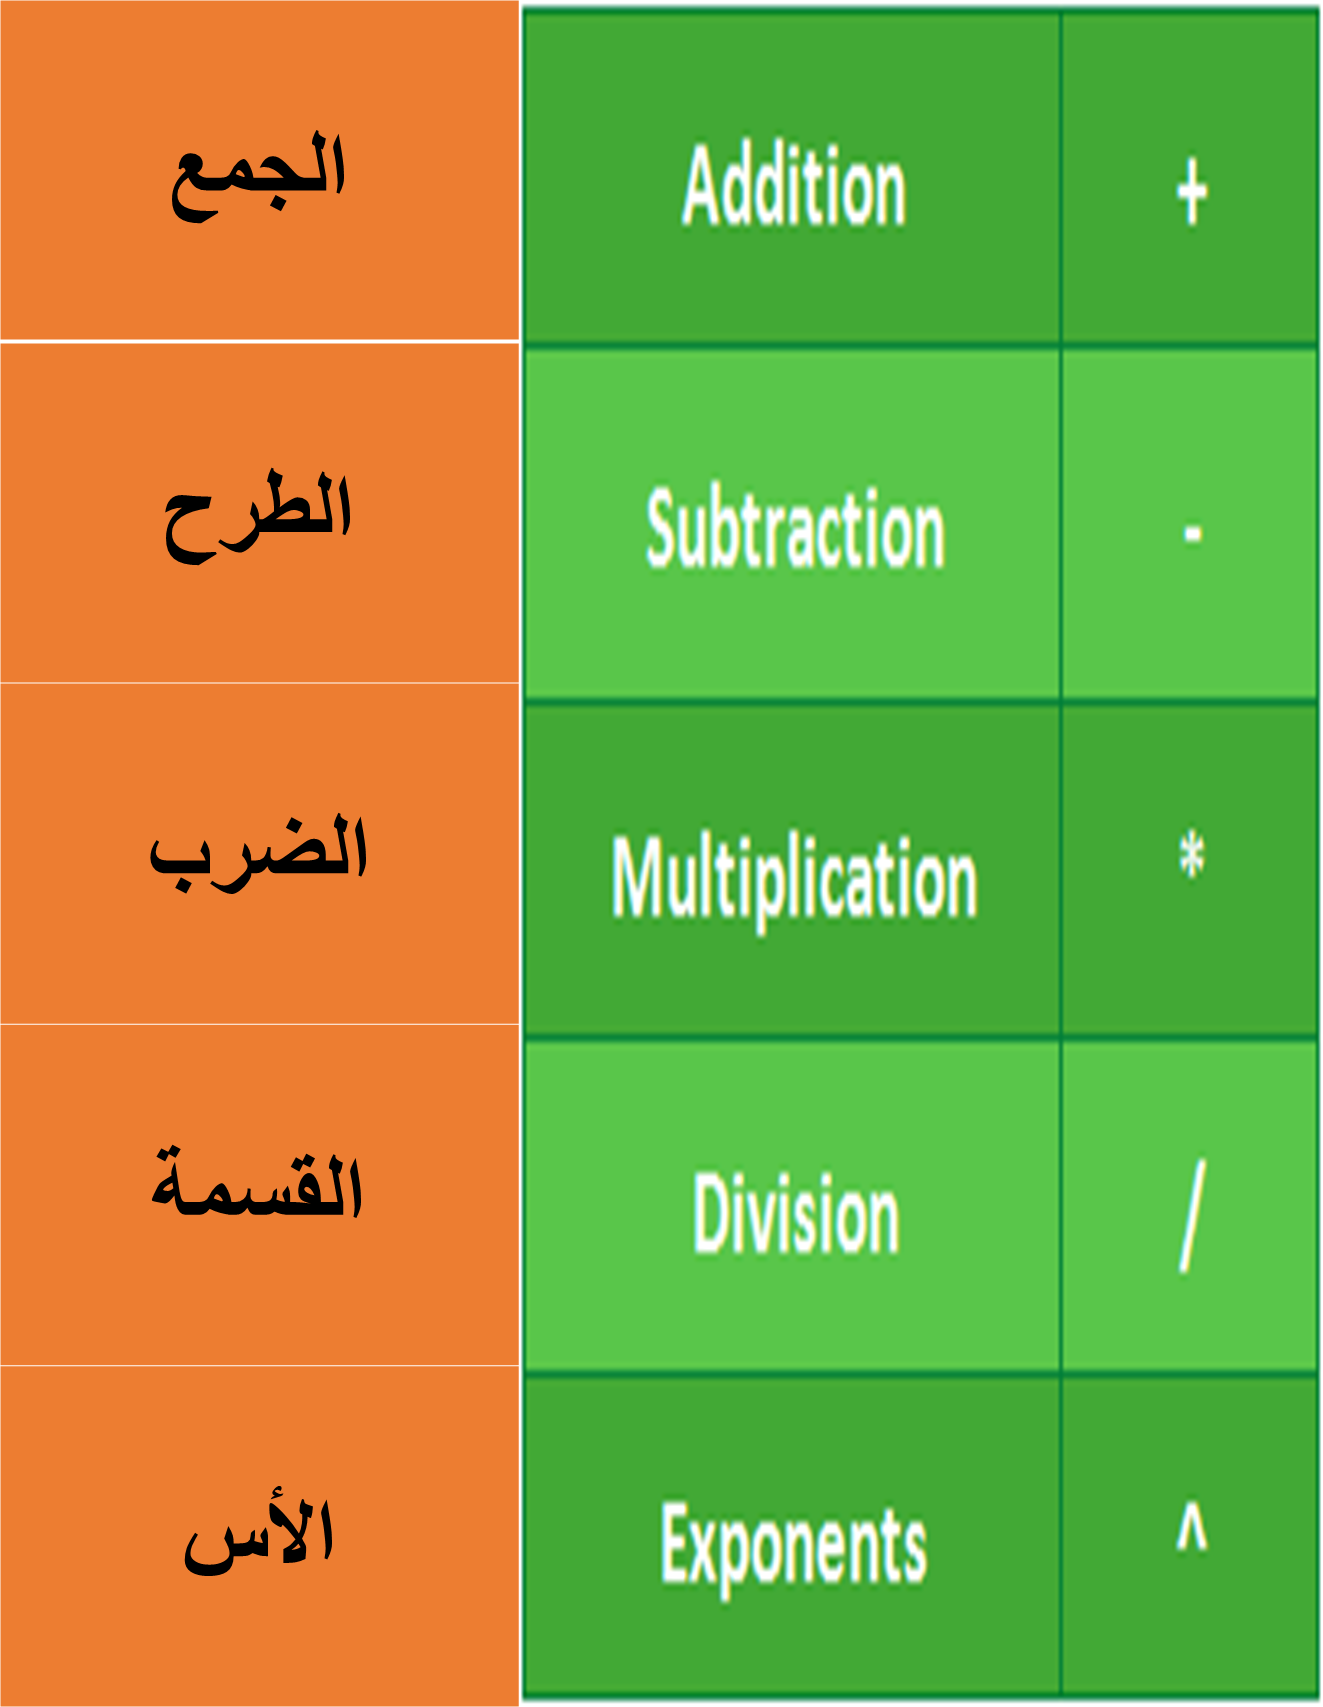 الجمع Addition +
الطرح Subtraction -
الضرب Multiplication *
القسمة Division /
الأس Exponents ^